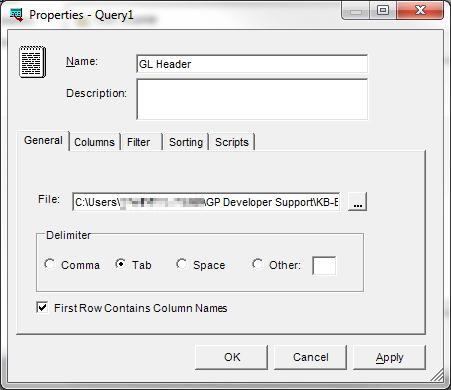 Properties - Query1
Name:
GL Header
Description:
General Columns Filter Sorting Scripts
File:
C:\Users\ \GP Developer Support\KB-E
...
Delimiter
Comma Tab Space Other:
First Row Contains Column Names
OK Cancel Apply